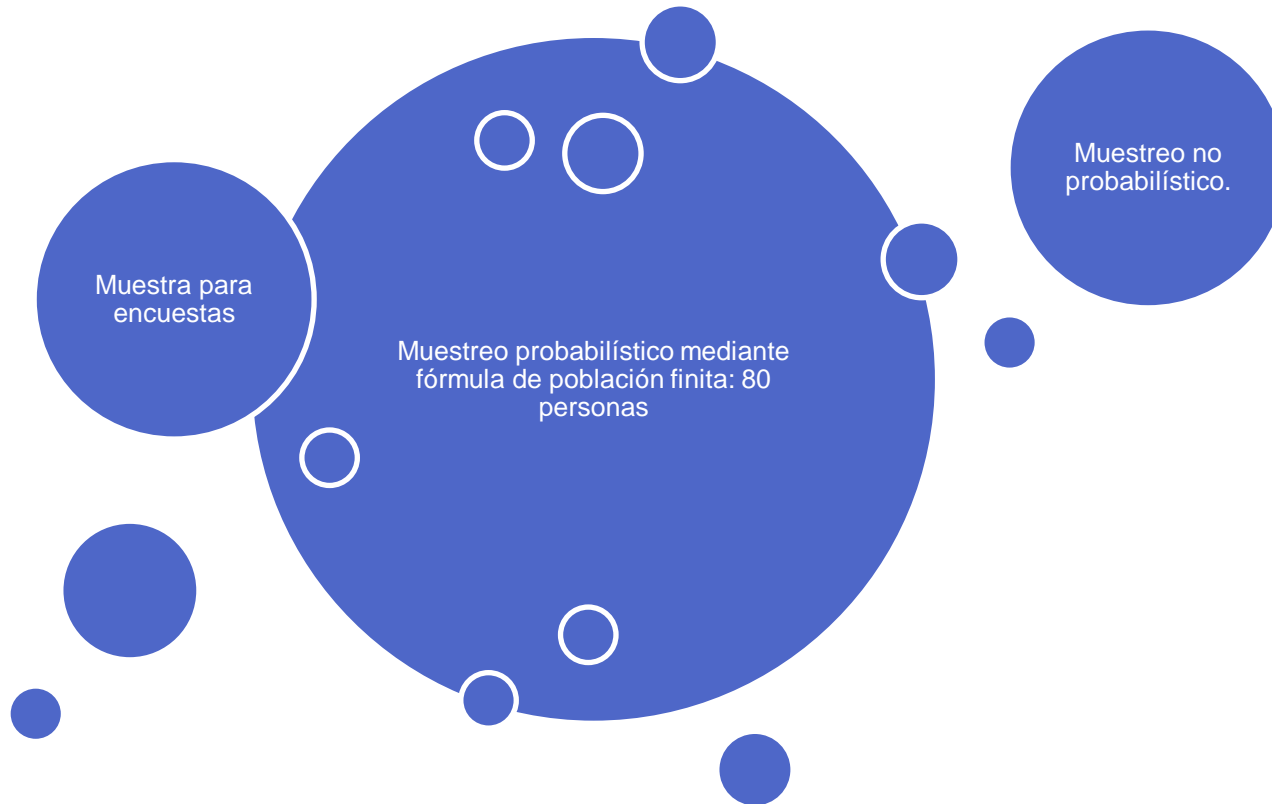 Muestra para
encuestas
Muestreo probabilístico mediante
fórmula de población finita: 80
personas
Muestreo no
probabilístico.